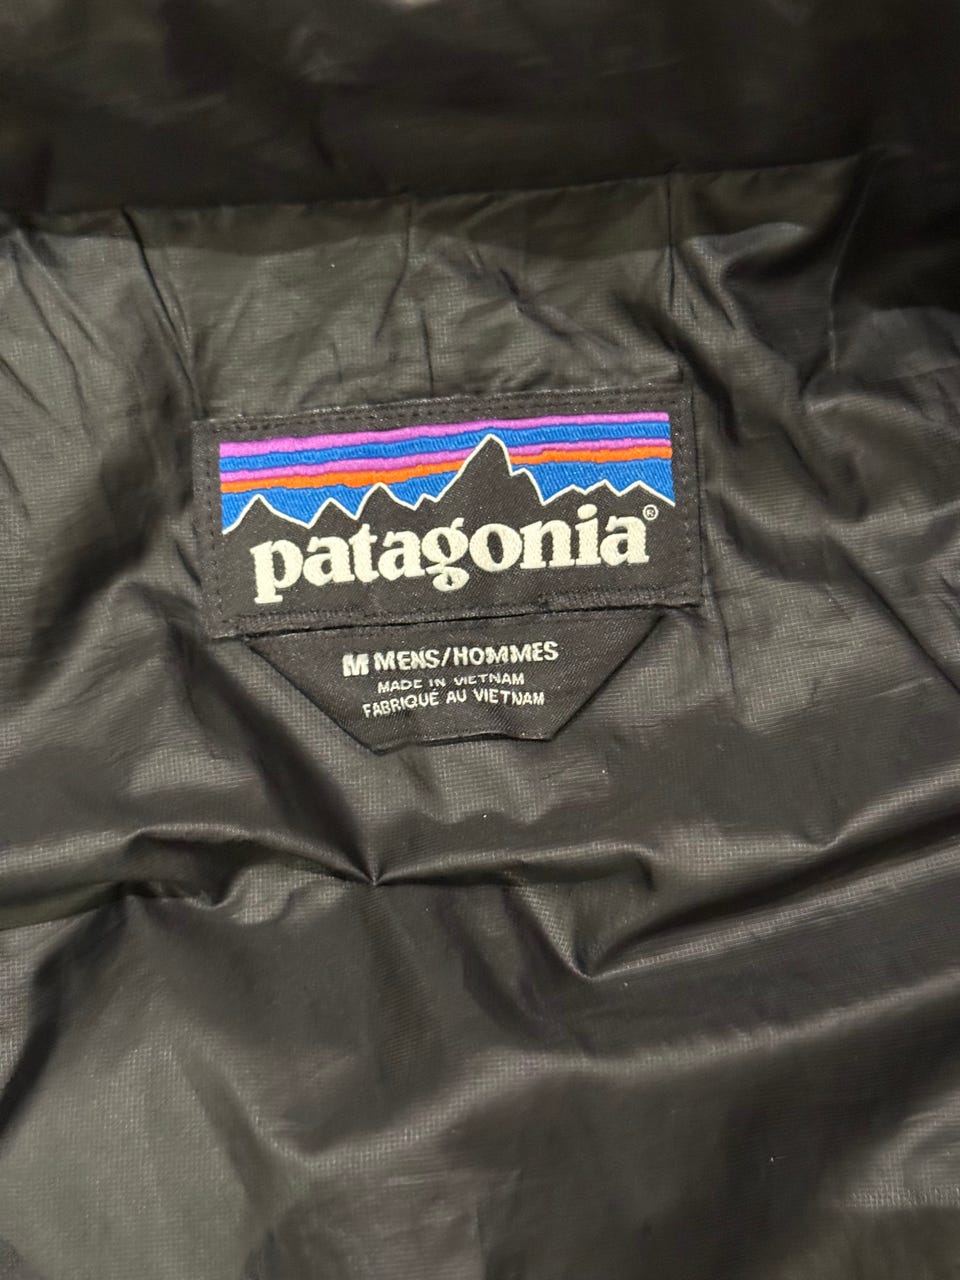 patagonia®
M MENS/HOMMES
MADE IN VIETNAM
FABRIQUÉ AU VIETNAM